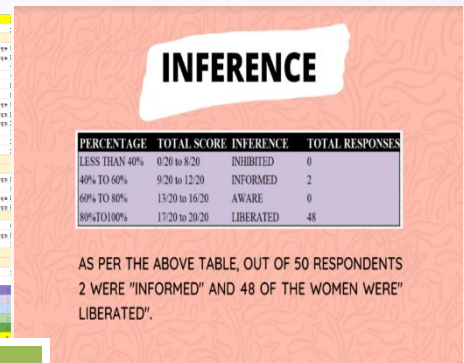 INFERENCE
PERCENTAGE TOTAL SCORE INFERENCE TOTAL RESPONSES
LESS THAN 40% 0/20 to 8/20 INHIBITED 0
40% TO 60% 9/20 to 12/20 INFORMED 2
60% TO 80% 13/20 to 16/20 AWARE 0
80%TO100% 17/20 to 20/20 LIBERATED 48
AS PER THE ABOVE TABLE, OUT OF 50 RESPONDENTS
2 WERE "INFORMED" AND 48 OF THE WOMEN WERE"
LIBERATED".